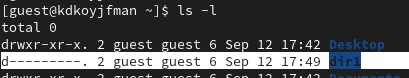 [guest@kdkoyjfman ~]$ ls -l
total 0
drwxr-xr-x. 2 guest guest 6 Sep 12 17:42 Desktop
d---------. 2 guest guest 6 Sep 12 17:49 dir1